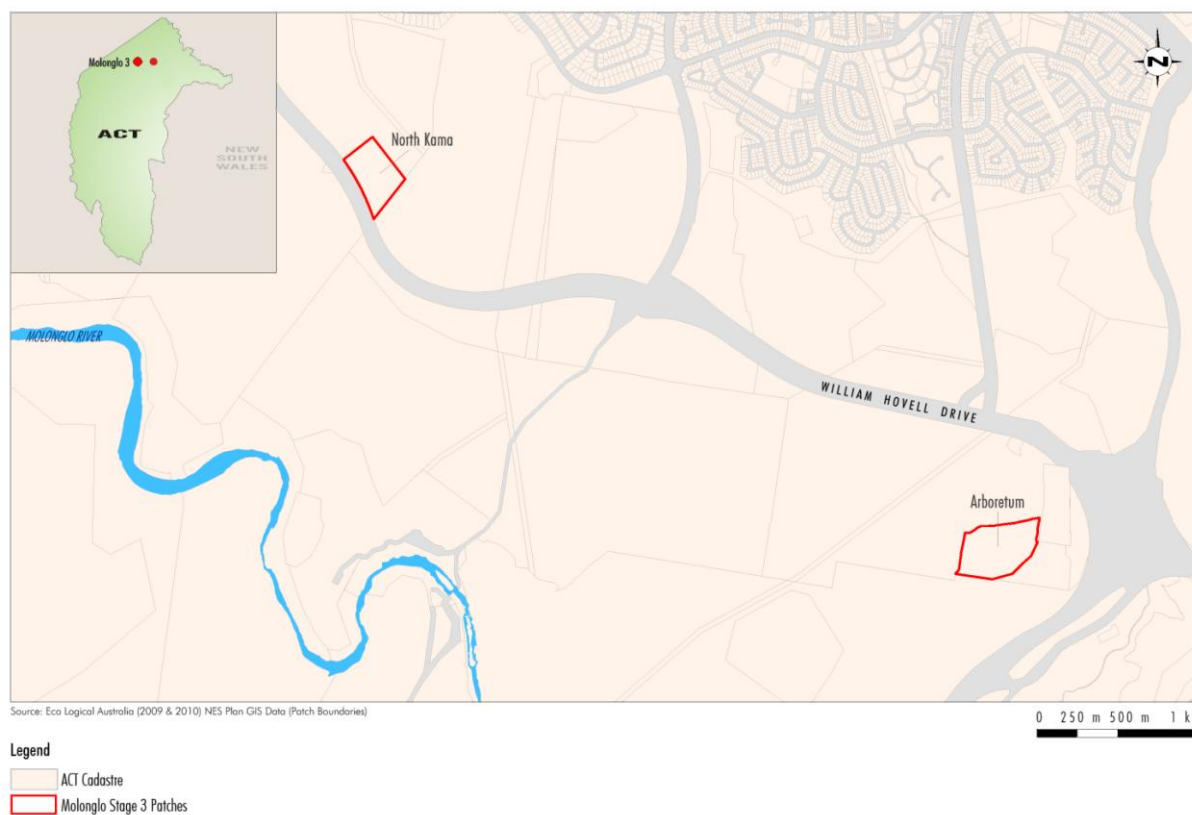 Molonglo 3
ACT
NEW
SOUTH
WALES
North Kama
N
MOLONGLO RIVER
WILLIAM HOVELL DRIVE
Arboretum
Source: Eco Logical Australia (2009 & 2010) NES Plan GIS Data (Patch Boundaries)
0 250 m 500 m 1 k
Legend
ACT Cadastre
Molonglo Stage 3 Patches